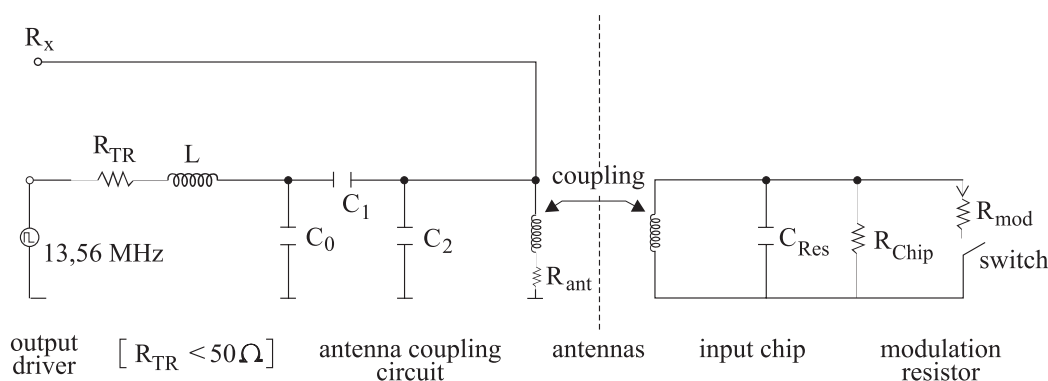 Rx
RTR
L
C1
C0
C2
13,56 MHz
Rant
coupling
CRes
RChip
Rmod
switch
output driver
[ RTR < 50Ω ]
antenna coupling circuit
antennas
input chip
modulation resistor